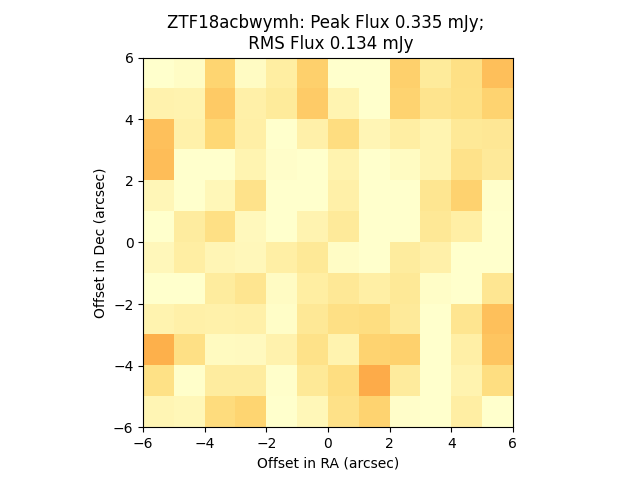 ZTF18acbwymh: Peak Flux 0.335 mJy;
RMS Flux 0.134 mJy
6
4
2
0
−2
−4
−6
Offset in Dec (arcsec)
−6 −4 −2 0 2 4 6
Offset in RA (arcsec)